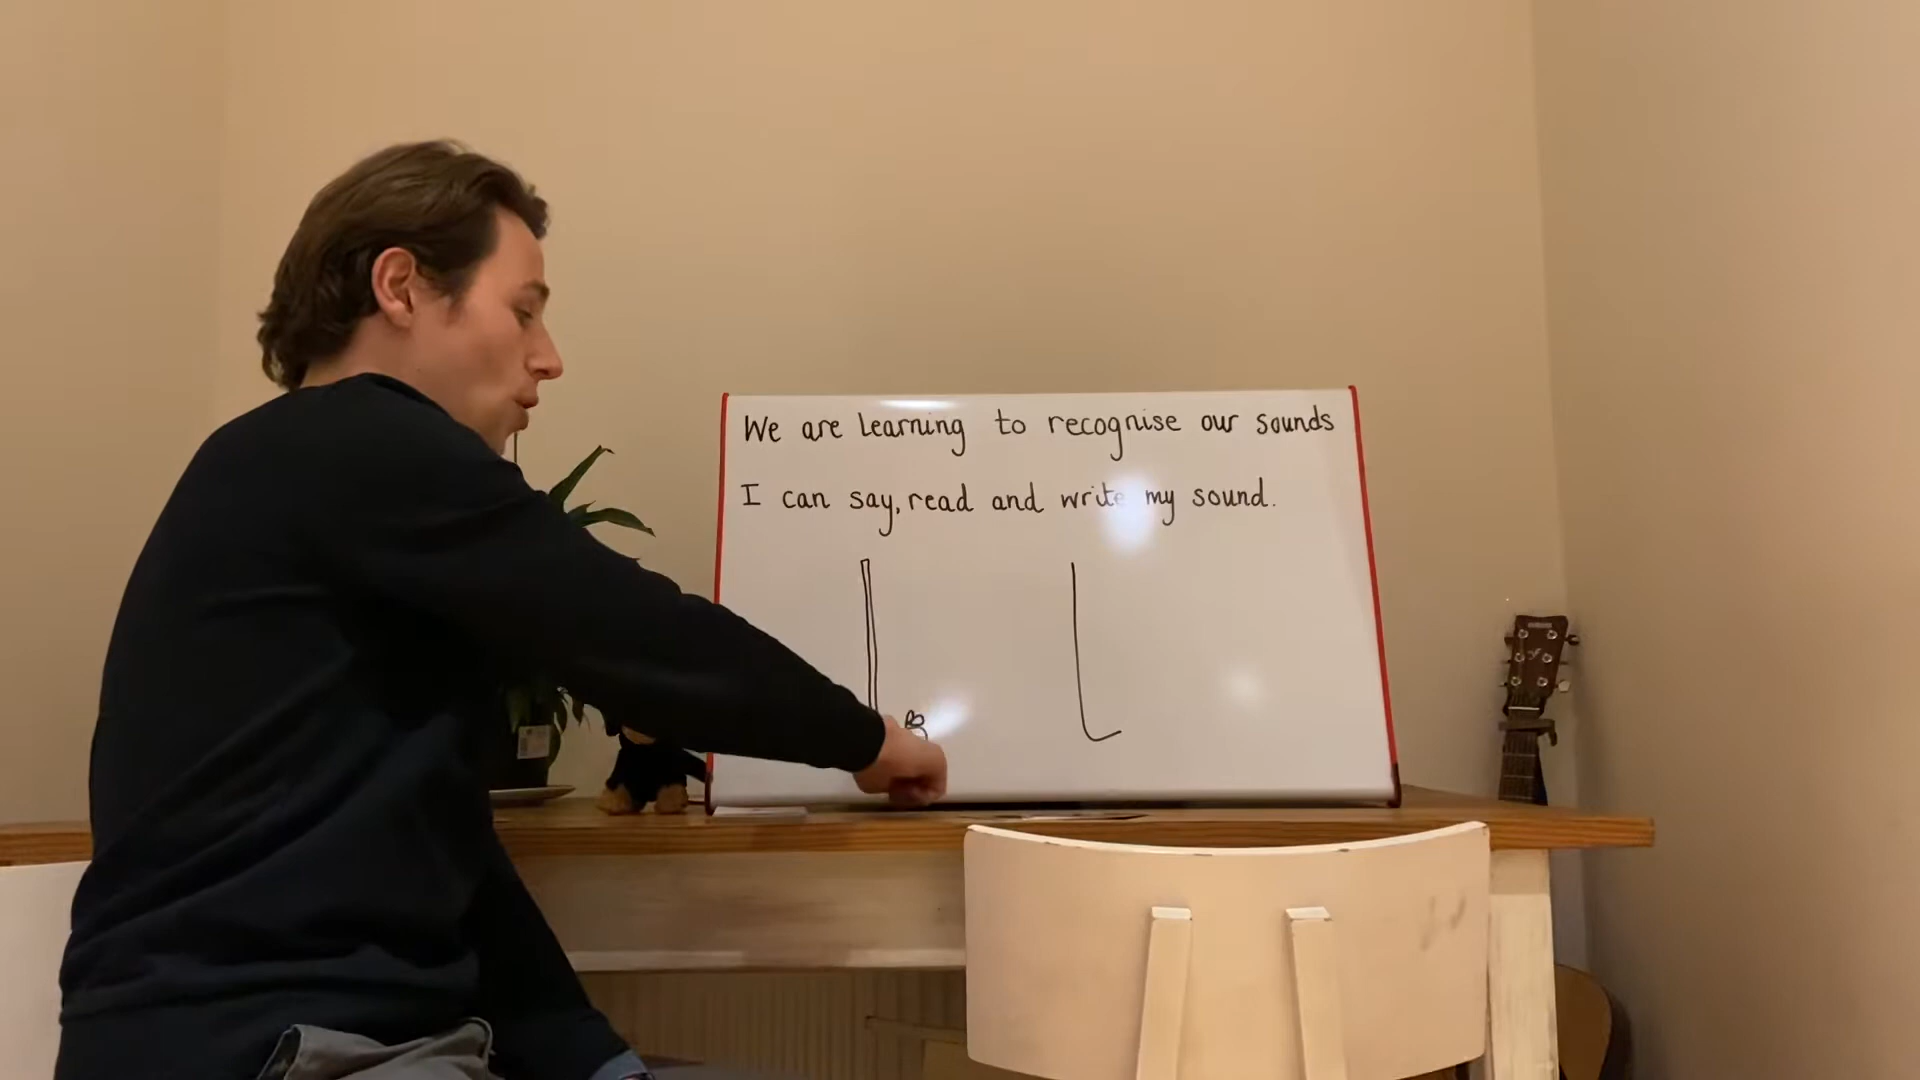 We are learning to recognise our sounds
I can say, read and write my sound.
l